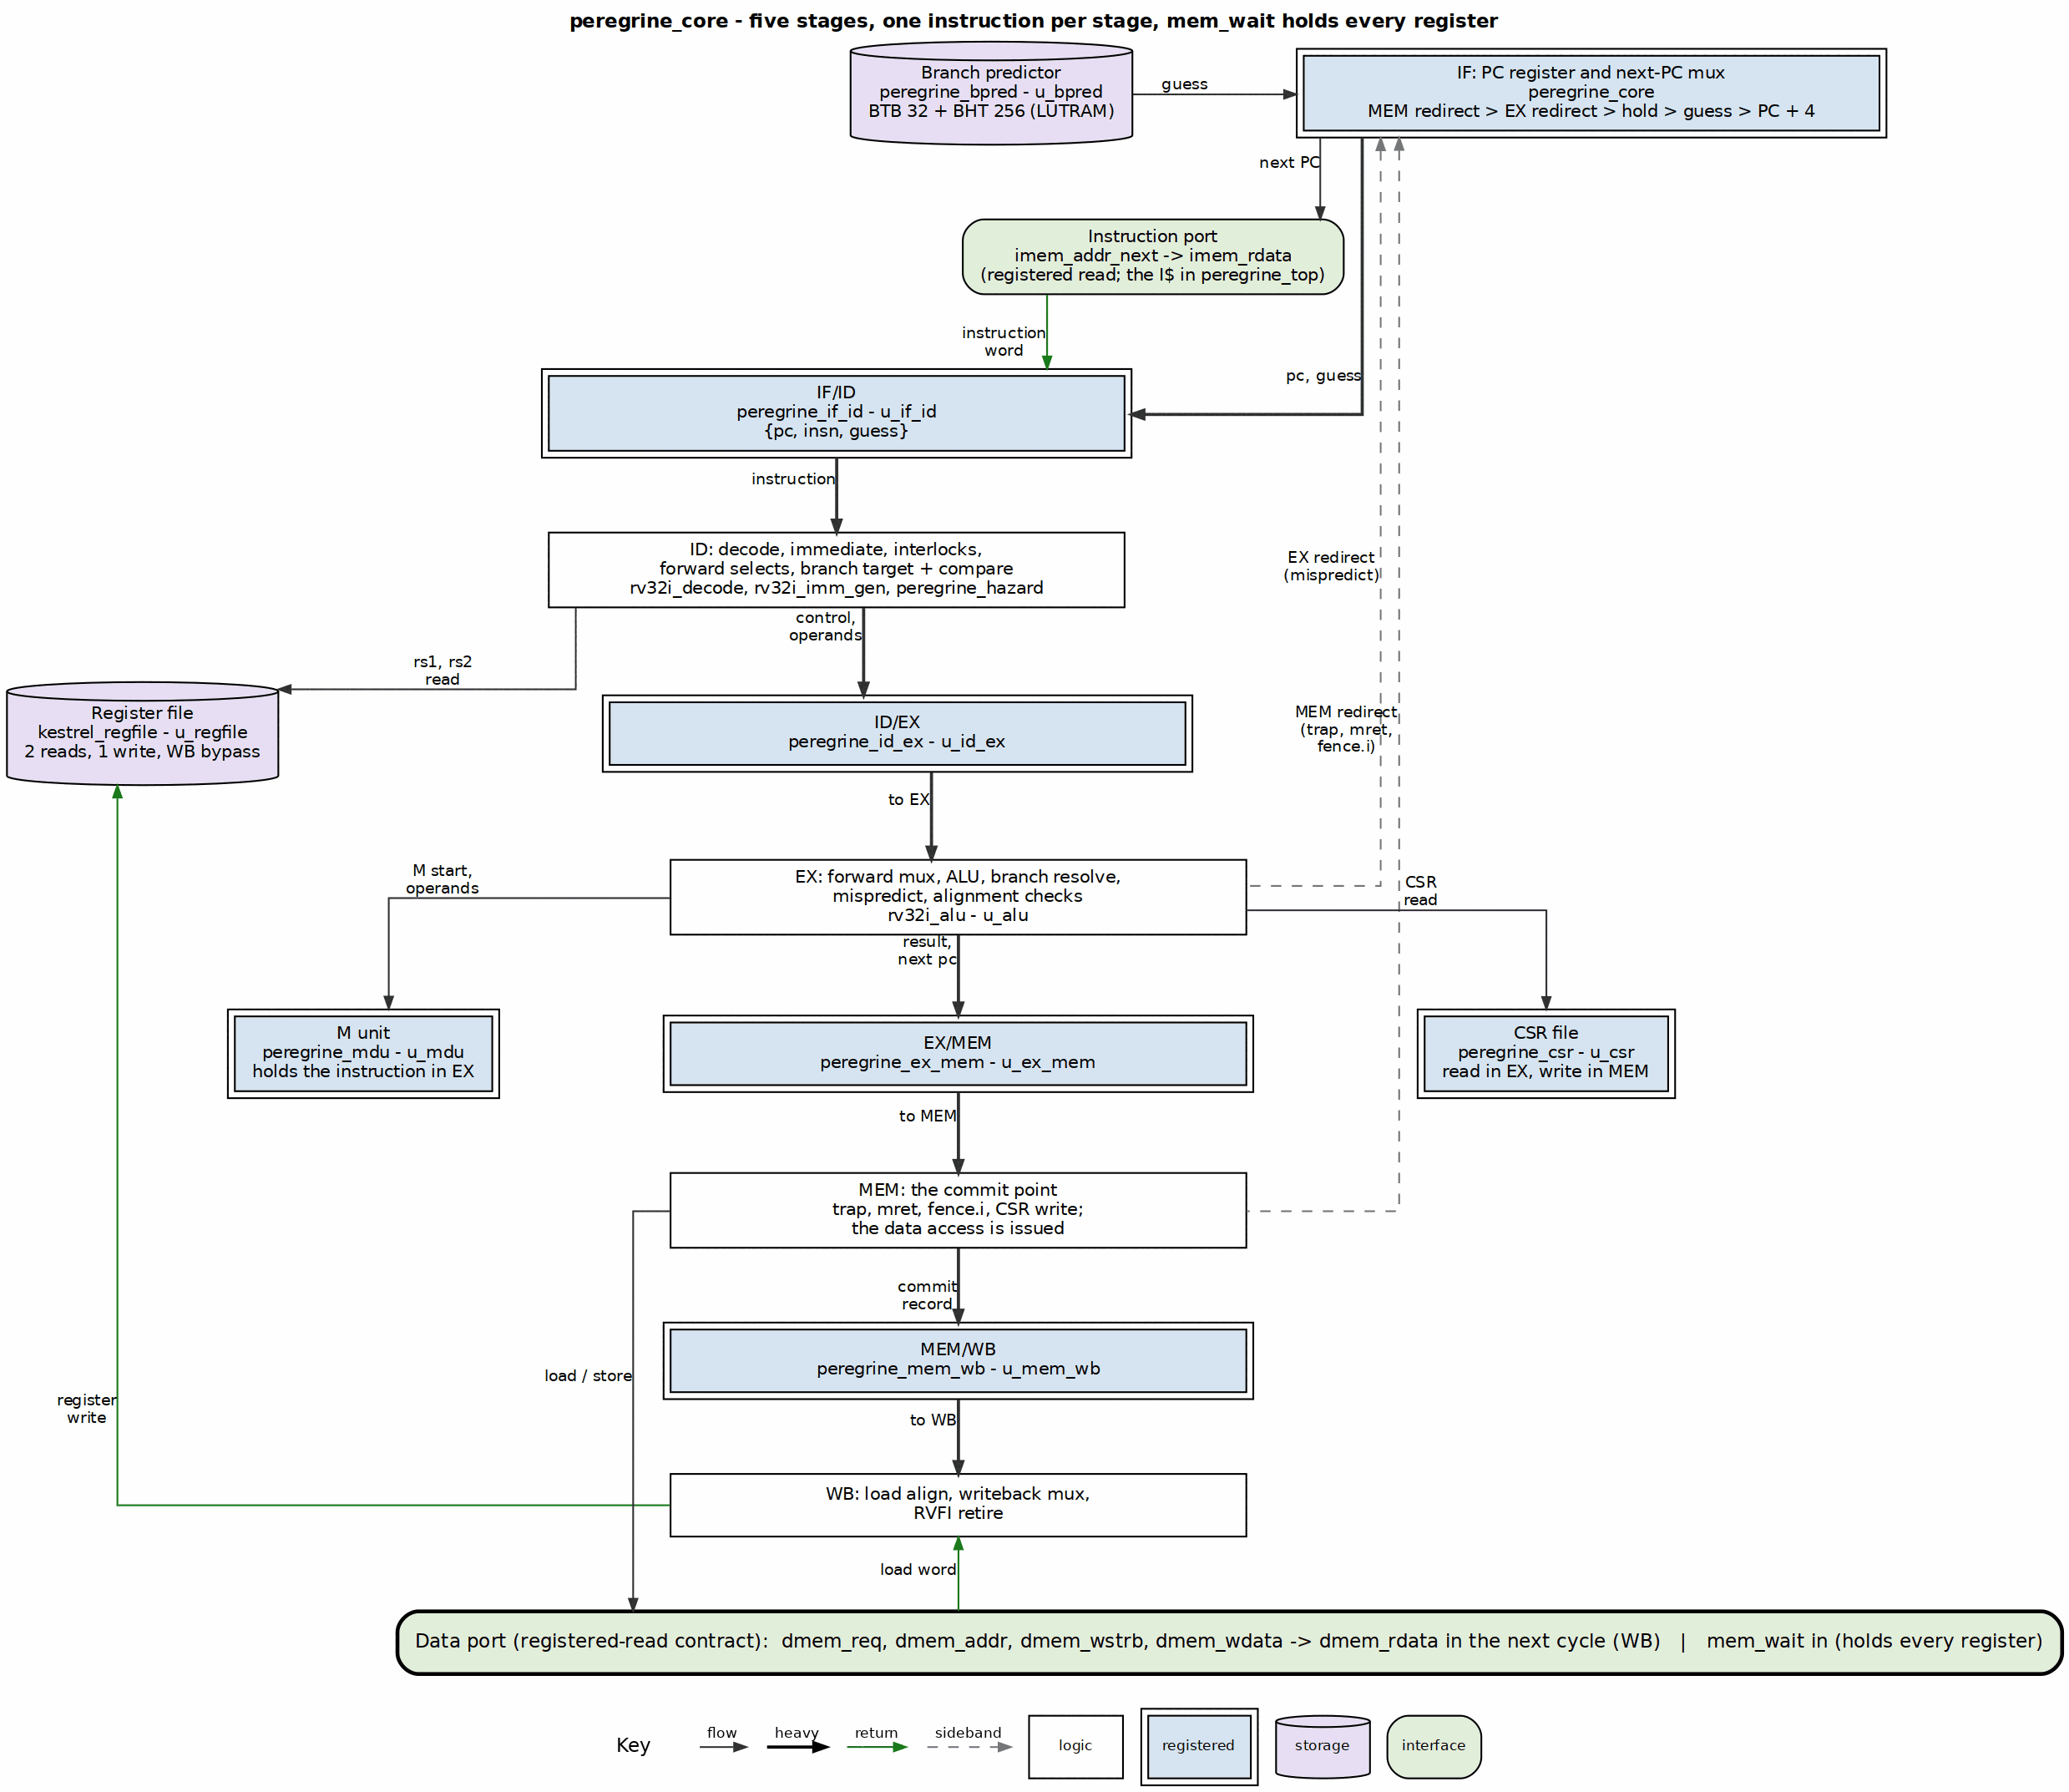 peregrine_core - five stages, one instruction per stage, mem_wait holds every register
Branch predictor
peregrine_bpred - u_bpred
BTB 32 + BHT 256 (LUTRAM)
guess
IF: PC register and next-PC mux
peregrine_core
MEM redirect > EX redirect > hold > guess > PC + 4
next PC
Instruction port
imem_addr_next -> imem_rdata
(registered read; the I$ in peregrine_top)
instruction
word
pc, guess
IF/ID
peregrine_if_id - u_if_id
{pc, insn, guess}
instruction
ID: decode, immediate, interlocks,
forward selects, branch target + compare
rv32i_decode, rv32i_imm_gen, peregrine_hazard
EX redirect
(mispredict)
control,
operands
rs1, rs2
read
Register file
kestrel_regfile - u_regfile
2 reads, 1 write, WB bypass
ID/EX
peregrine_id_ex - u_id_ex
MEM redirect
(trap, mret,
fence.i)
to EX
M start,
operands
EX: forward mux, ALU, branch resolve,
mispredict, alignment checks
rv32i_alu - u_alu
CSR
read
result,
next pc
M unit
peregrine_mdu - u_mdu
holds the instruction in EX
EX/MEM
peregrine_ex_mem - u_ex_mem
CSR file
peregrine_csr - u_csr
read in EX, write in MEM
to MEM
MEM: the commit point
trap, mret, fence.i, CSR write;
the data access is issued
commit
record
load / store
MEM/WB
peregrine_mem_wb - u_mem_wb
register
write
to WB
WB: load align, writeback mux,
RVFI retire
load word
Data port (registered-read contract):  dmem_req, dmem_addr, dmem_wstrb, dmem_wdata -> dmem_rdata in the next cycle (WB)   |   mem_wait in (holds every register)
Key
flow
heavy
return
sideband
logic
registered
storage
interface